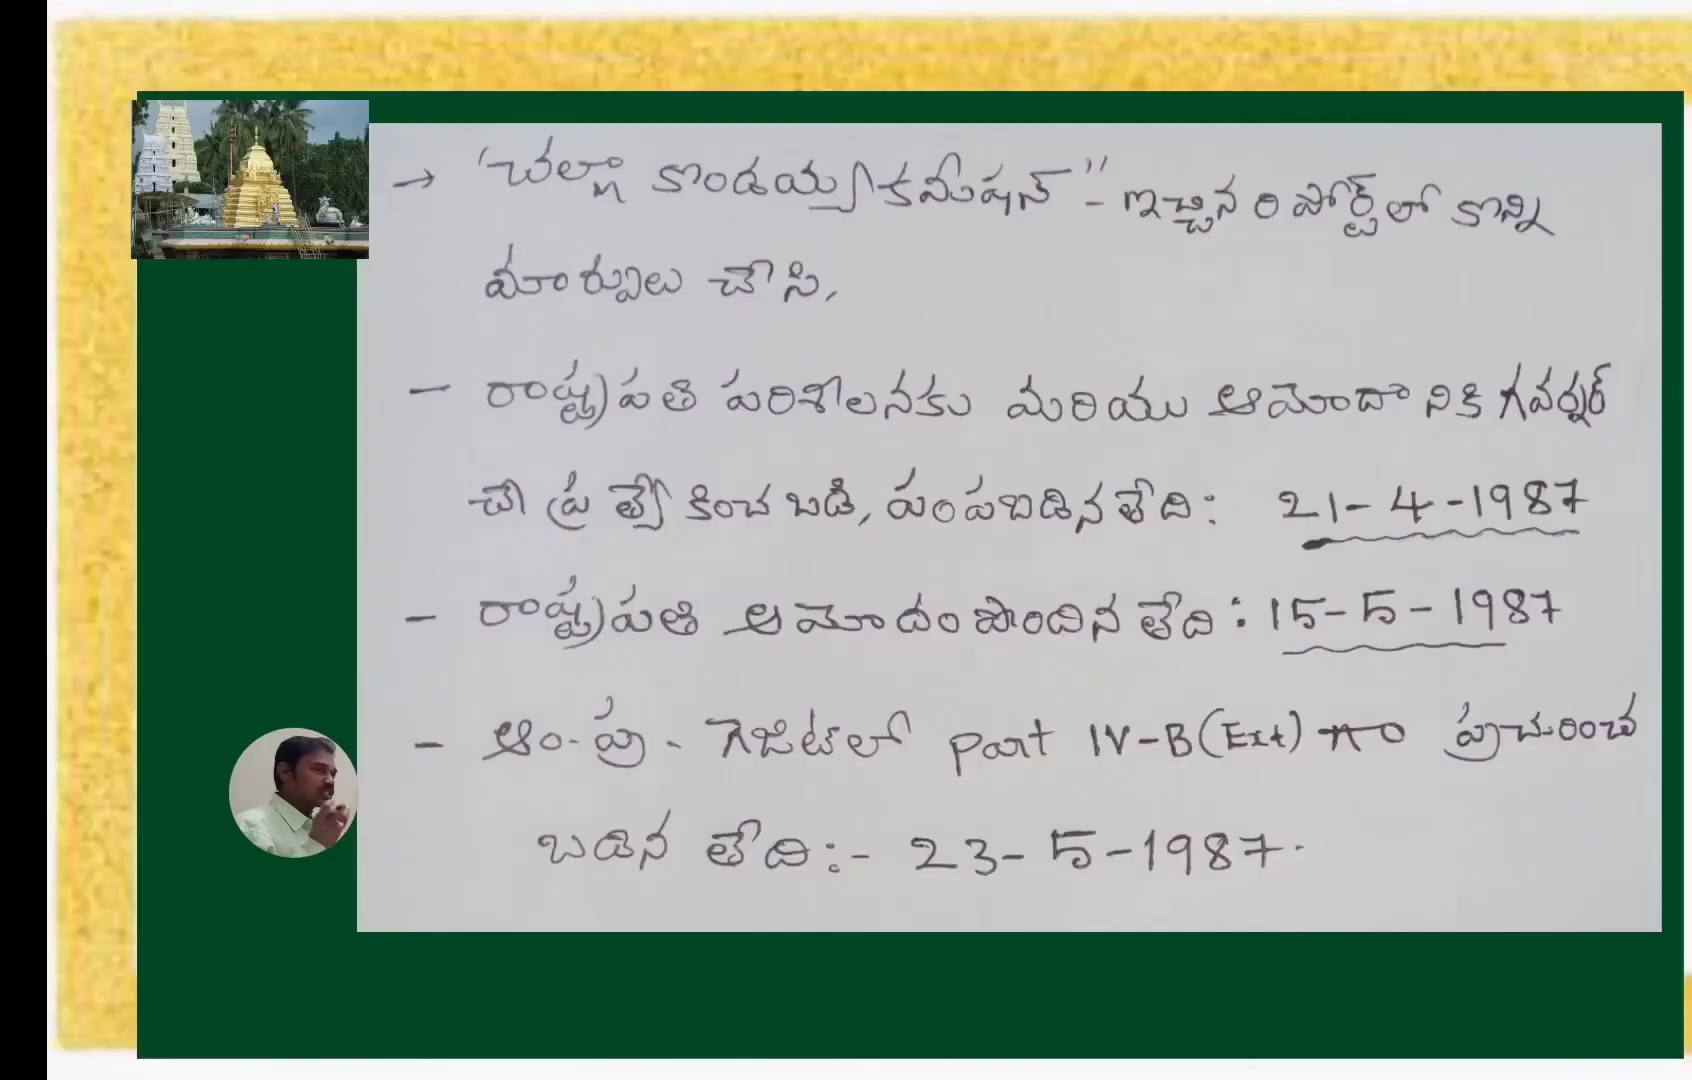 → "చల్లా కొండయ్య కమీషన్" - ఇచ్చిన రిపోర్ట్‌లో కొన్ని
మార్పులు చేసి,
- రాష్ట్రపతి పరిశీలనకు మరియు ఆమోదానికి గవర్నర్
చే ప్రత్యేకించబడి, పంపబడిన తేది: 21-4-1987
- రాష్ట్రపతి ఆమోదం పొందిన తేది: 15-5-1987
- ఆం.ప్ర. గెజిట్‌లో part IV-B(Ext) గా ప్రచురించ
బడిన తేది:- 23-5-1987.